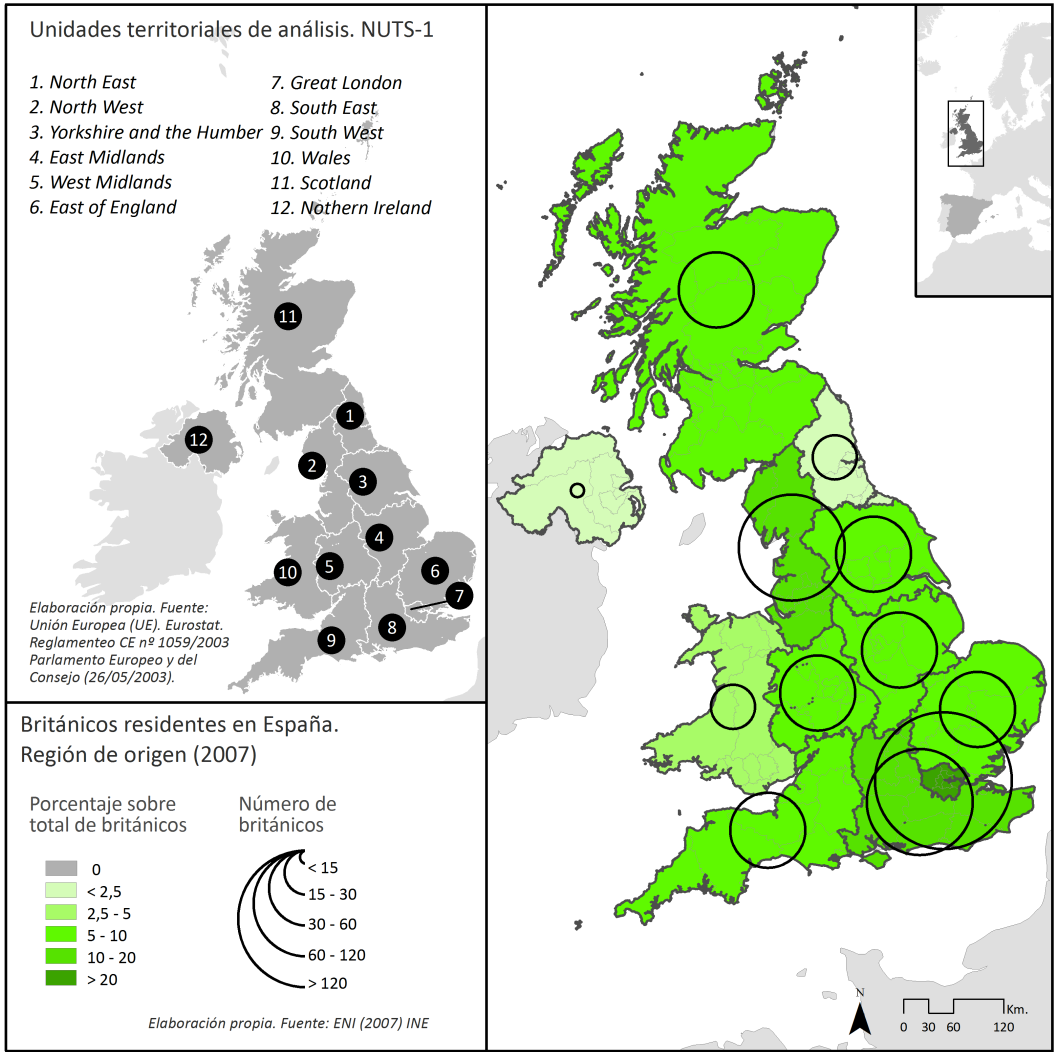 Unidades territoriales de análisis. NUTS-1
1. North East
2. North West
3. Yorkshire and the Humber
4. East Midlands
5. West Midlands
6. East of England
7. Great London
8. South East
9. South West
10. Wales
11. Scotland
12. Nothern Ireland
11
1
12
2
3
4
5
6
10
7
8
9
Elaboración propia. Fuente:
Unión Europea (UE). Eurostat.
Reglamenteo CE nº 1059/2003
Parlamento Europeo y del
Consejo (26/05/2003).
Británicos residentes en España.
Región de origen (2007)
Porcentaje sobre
total de británicos
0
< 2,5
2,5 - 5
5 - 10
10 - 20
> 20
Número de
británicos
< 15
15 - 30
30 - 60
60 - 120
> 120
Elaboración propia. Fuente: ENI (2007) INE
N
Km.
0 30 60 120